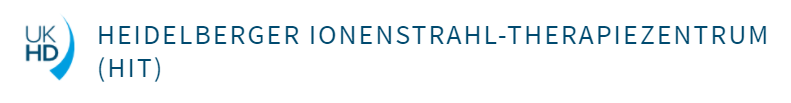 UK
HD
HEIDELBERGER IONENSTRAHL-THERAPIEZENTRUM
(HIT)